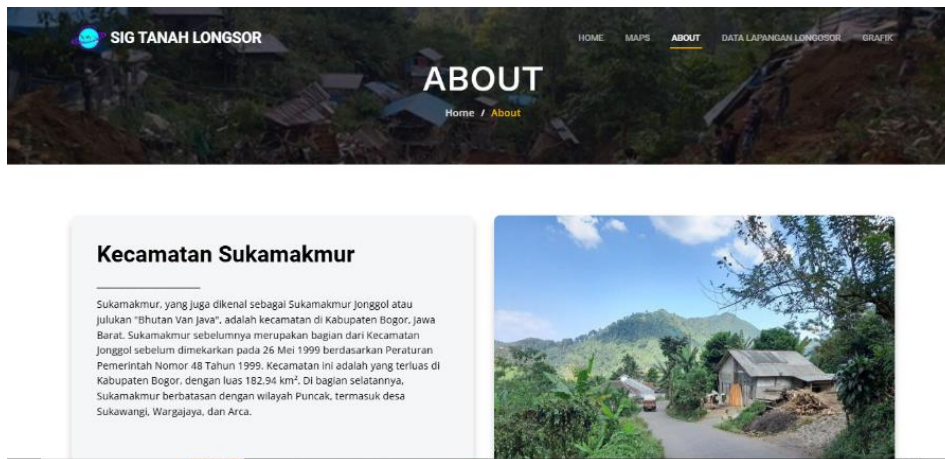 SIG TANAH LONGSOR
HOME MAPS ABOUT DATA LAPANGAN LONGOSOR GRAFIK
ABOUT
Home / About
Kecamatan Sukamakmur
Sukamakmur, yang juga dikenal sebagai Sukamakmur Jonggol atau
julukan "Bhutan Van Java", adalah kecamatan di Kabupaten Bogor, Jawa
Barat. Sukamakmur sebelumnya merupakan bagian dari Kecamatan
Jonggol sebelum dimekarkan pada 26 Mei 1999 berdasarkan Peraturan
Pemerintah Nomor 48 Tahun 1999. Kecamatan ini adalah yang terluas di
Kabupaten Bogor, dengan luas 182,94 km². Di bagian selatannya,
Sukamakmur berbatasan dengan wilayah Puncak, termasuk desa
Sukawangi, Wargajaya, dan Arca.